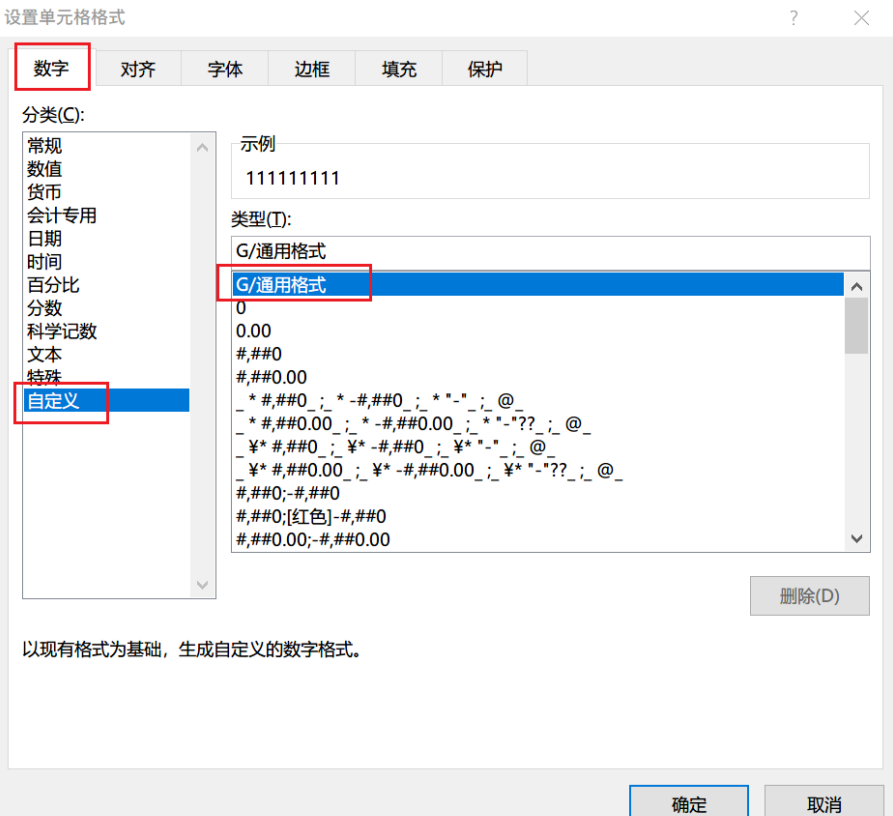 设置单元格格式
数字 对齐 字体 边框 填充 保护
分类(C):
常规
数值
货币
会计专用
日期
时间
百分比
分数
科学记数
文本
特殊
自定义
示例
111111111
类型(T):
G/通用格式
G/通用格式
0
0.00
#,##0
#,##0.00
_ * #,##0_ ;_ * -#,##0_ ;_ * "-"_ ;_ @_
_ * #,##0.00_ ;_ * -#,##0.00_ ;_ * "-"??_ ;_ @_
_ ¥* #,##0_ ;_ ¥* -#,##0_ ;_ ¥* "-"_ ;_ @_
_ ¥* #,##0.00_ ;_ ¥* -#,##0.00_ ;_ ¥* "-"??_ ;_ @_
#,##0;-#,##0
#,##0;[红色]-#,##0
#,##0.00;-#,##0.00
删除(D)
以现有格式为基础，生成自定义的数字格式。
确定 取消